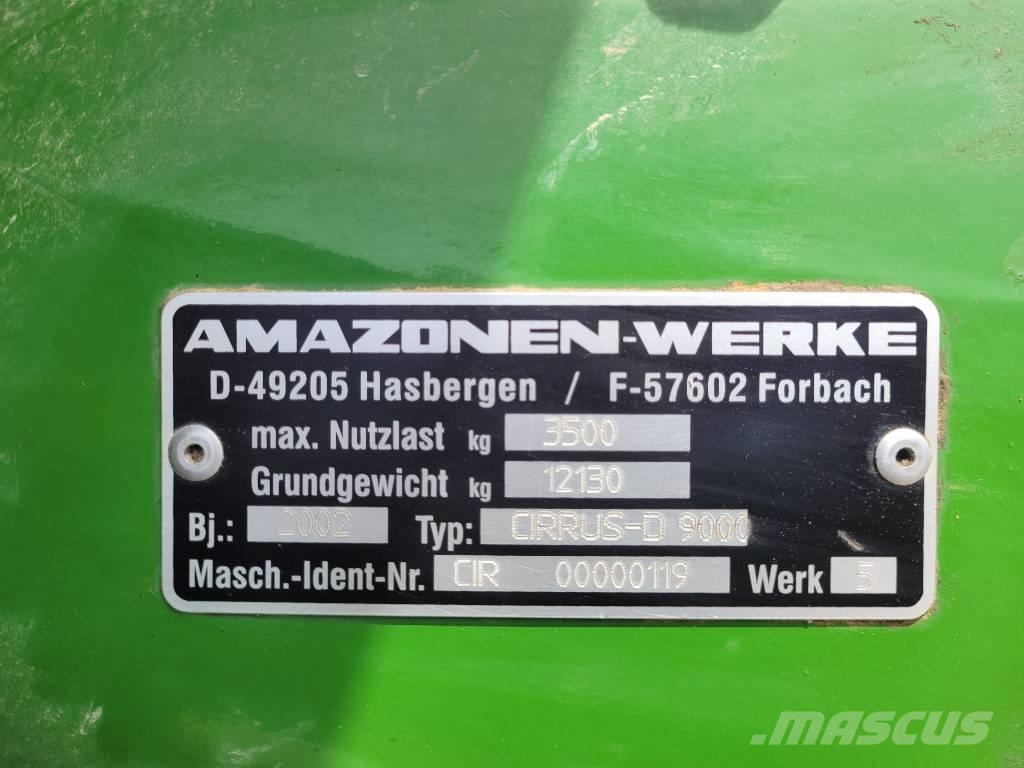 AMAZONEN-WERKE
D-49205 Hasbergen / F-57602 Forbach
max. Nutzlast kg 3500
Grundgewicht kg 12130
Bj.: 2002 Typ: CIRRUS-D 9000
Masch.-Ident-Nr. CIR 00000119 Werk 5
MASCUS